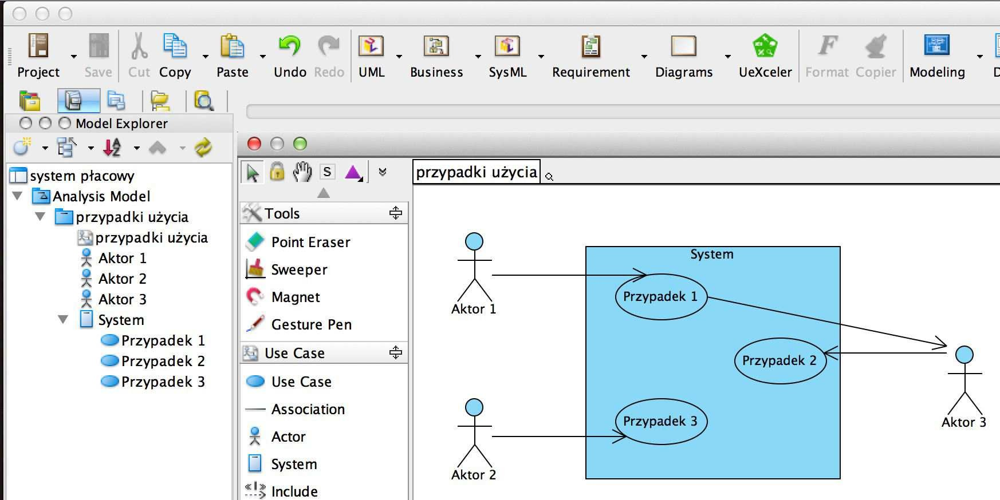 Project Save Cut Copy Paste Undo Redo UML Business SysML Requirement Diagrams UeXceler Format Copier Modeling
Model Explorer
system płacowy
Analysis Model
przypadki użycia
przypadki użycia
Aktor 1
Aktor 2
Aktor 3
System
Przypadek 1
Przypadek 2
Przypadek 3
S
Tools
Point Eraser
Sweeper
Magnet
Gesture Pen
Use Case
Use Case
Association
Actor
System
Include
przypadki użycia
System
Aktor 1
Przypadek 1
Przypadek 2
Aktor 3
Przypadek 3
Aktor 2